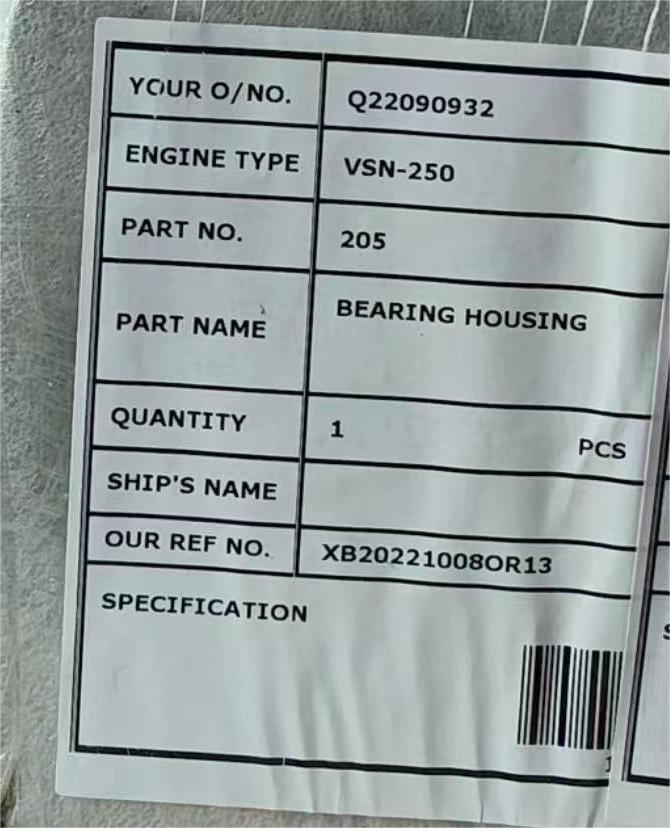 YOUR O/NO. Q22090932
ENGINE TYPE VSN-250
PART NO. 205
PART NAME BEARING HOUSING
QUANTITY 1 PCS
SHIP'S NAME
OUR REF NO. XB20221008OR13
SPECIFICATION